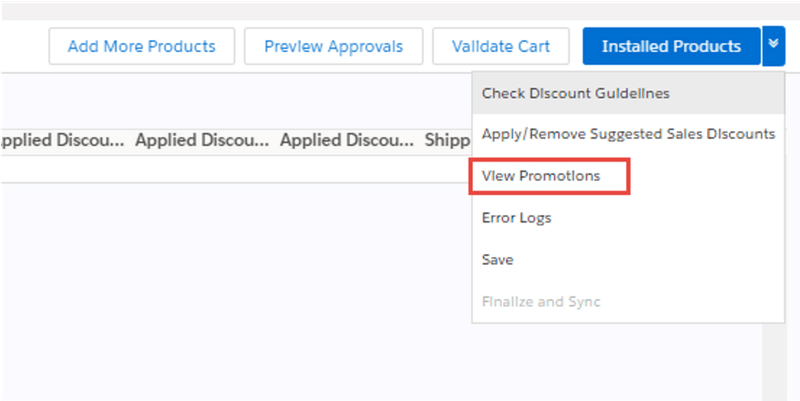 Add More Products Preview Approvals Validate Cart Installed Products
Check Discount Guidelines
pplied Discou... Applied Discou... Applied Discou... Shipp
Apply/Remove Suggested Sales Discounts
View Promotions
Error Logs
Save
Finalize and Sync